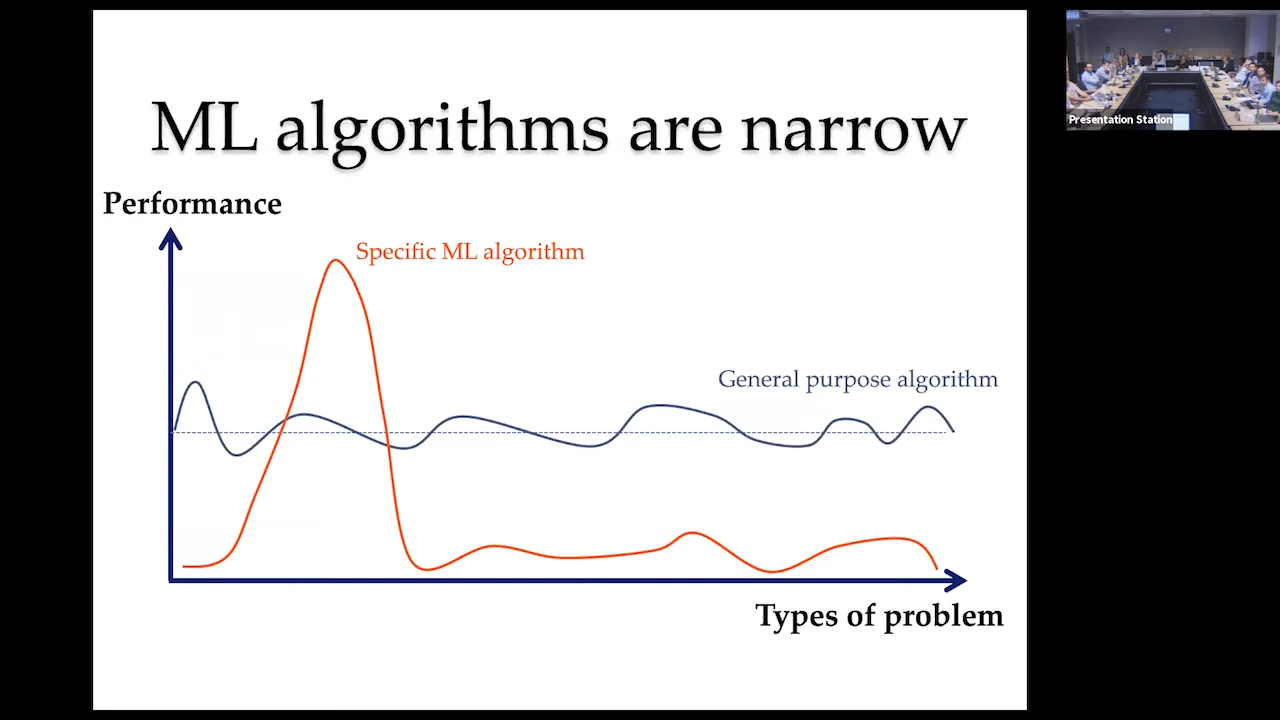 ML algorithms are narrow
Performance
Specific ML algorithm
General purpose algorithm
Types of problem
Presentation Station